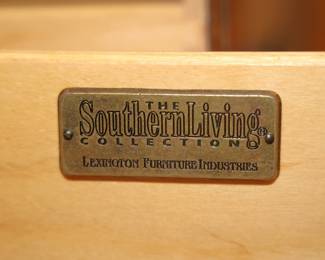 THE
SouthernLiving®
COLLECTION
LEXINGTON FURNITURE INDUSTRIES